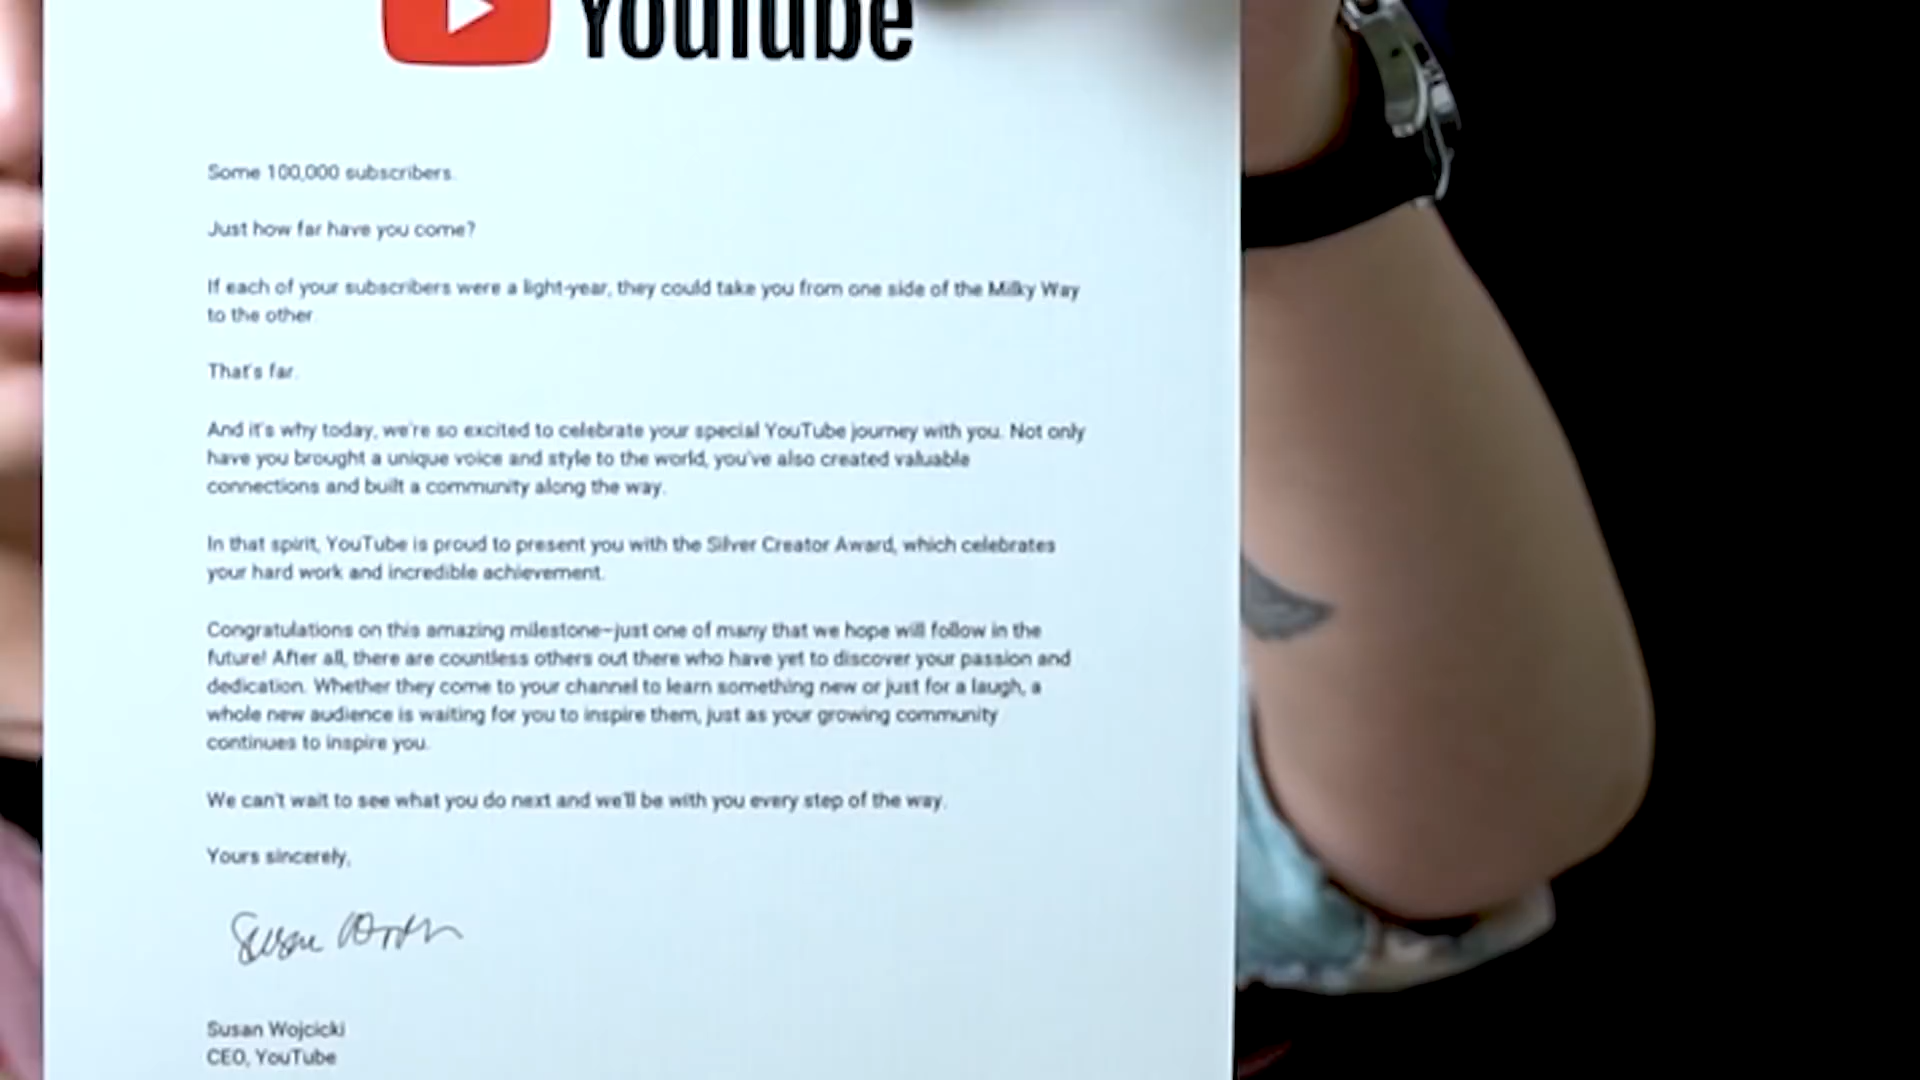 YouTube
Some 100,000 subscribers.
Just how far have you come?
If each of your subscribers were a light-year, they could take you from one side of the Milky Way
to the other.
That's far.
And it's why today, we're so excited to celebrate your special YouTube journey with you. Not only
have you brought a unique voice and style to the world, you've also created valuable
connections and built a community along the way.
In that spirit, YouTube is proud to present you with the Silver Creator Award, which celebrates
your hard work and incredible achievement.
Congratulations on this amazing milestone–just one of many that we hope will follow in the
future! After all, there are countless others out there who have yet to discover your passion and
dedication. Whether they come to your channel to learn something new or just for a laugh, a
whole new audience is waiting for you to inspire them, just as your growing community
continues to inspire you.
We can't wait to see what you do next and we'll be with you every step of the way.
Yours sincerely,
Susan Wojcicki
CEO, YouTube